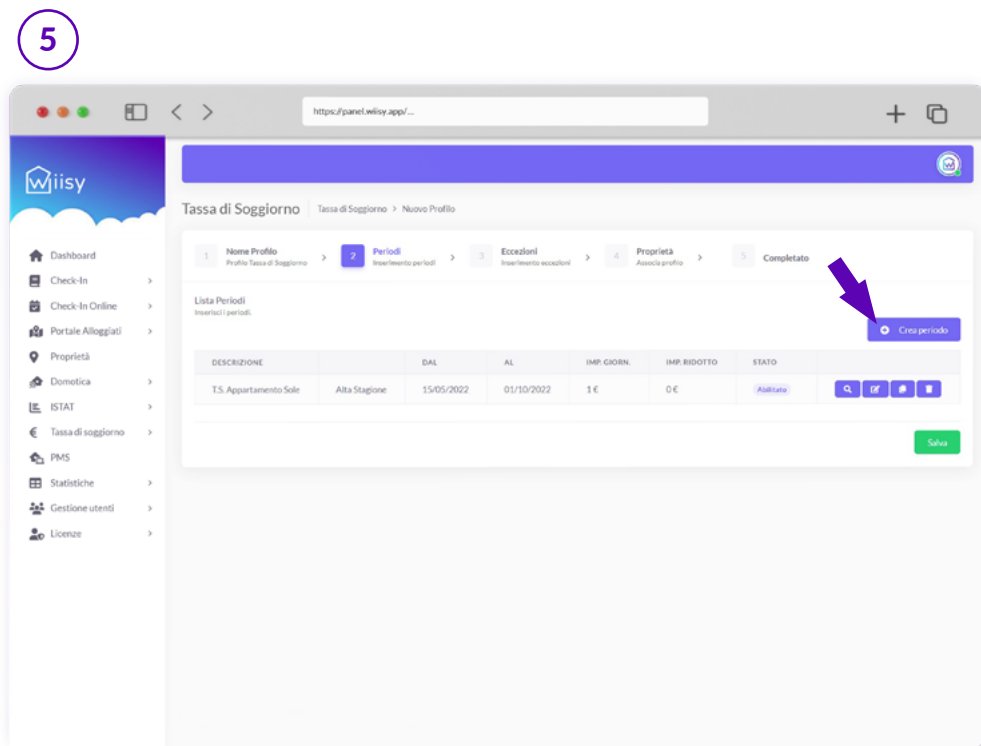 5
https://panel.wiisy.app/...
wiisy
Tassa di Soggiorno Tassa di Soggiorno > Nuovo Profilo
Dashboard
Check-In
Check-In Online
Portale Alloggiati
Proprietà
Domotica
ISTAT
Tassa di soggiorno
PMS
Statistiche
Gestione utenti
Licenze
1 Nome Profilo > 2 Periodi > 3 Eccezioni > 4 Proprietà > 5 Completato
Profilo Tassa di Soggiorno Inserimento periodi Inserimento eccezioni Associa profilo
Lista Periodi
Inserisci i periodi.
Crea periodo
DESCRIZIONE DAL AL IMP. GIORN. IMP. RIDOTTO STATO
T.S. Appartamento Sole Alta Stagione 15/05/2022 01/10/2022 1 € 0 € Abilitato
Salva